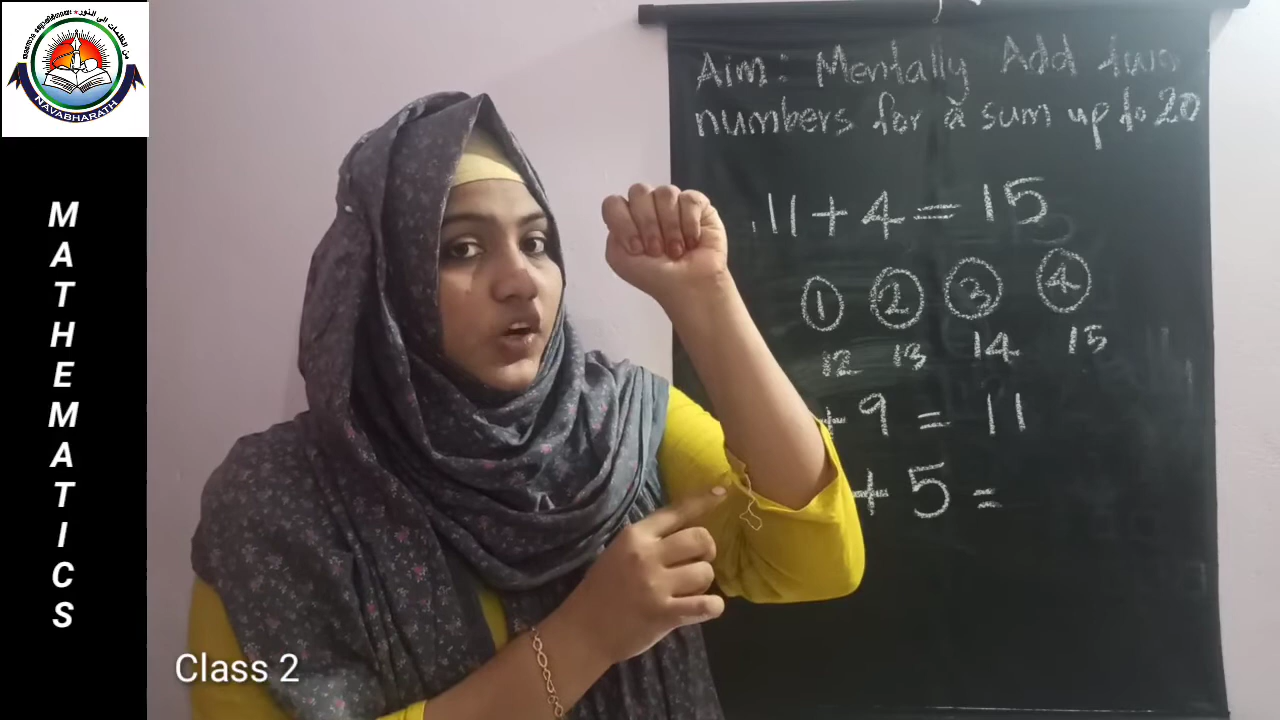 NAVABHARATH
MATHEMATICS
Class 2
Aim: Mentally Add two
numbers for a sum up to 20
11 + 4 = 15
1 2 3 4
12 13 14 15
+ 9 = 11
+ 5 =